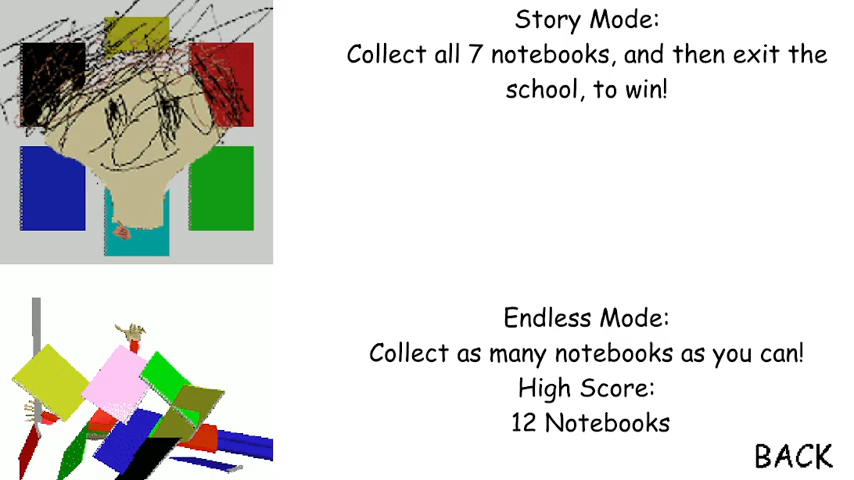 Story Mode:
Collect all 7 notebooks, and then exit the
school, to win!
Endless Mode:
Collect as many notebooks as you can!
High Score:
12 Notebooks
BACK